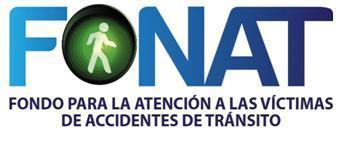 FONAT
FONDO PARA LA ATENCIÓN A LAS VÍCTIMAS
DE ACCIDENTES DE TRÁNSITO